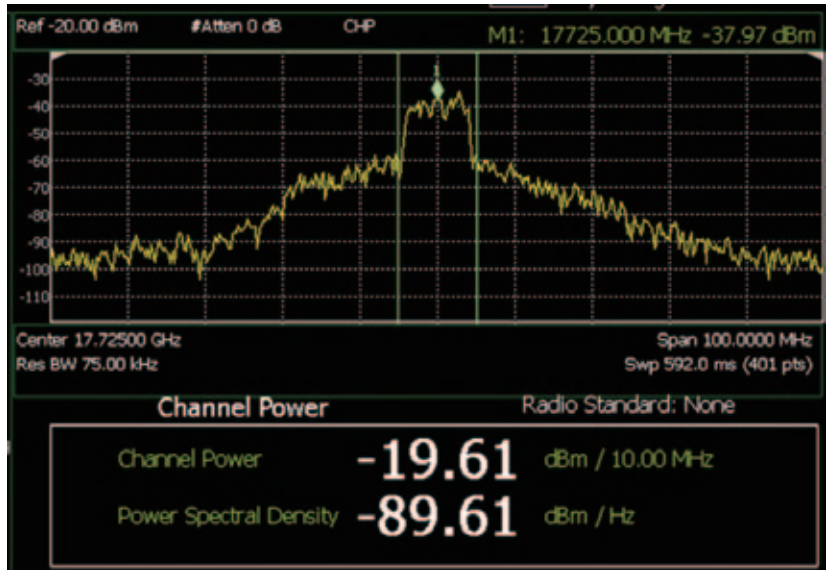 Ref -20.00 dBm #Atten 0 dB CHP M1: 17725.000 MHz -37.97 dBm
1
-30
-40
-50
-60
-70
-80
-90
-100
-110
Center 17.72500 GHz Span 100.0000 MHz
Res BW 75.00 kHz Swp 592.0 ms (401 pts)
Channel Power Radio Standard: None
Channel Power -19.61 dBm / 10.00 MHz
Power Spectral Density -89.61 dBm / Hz